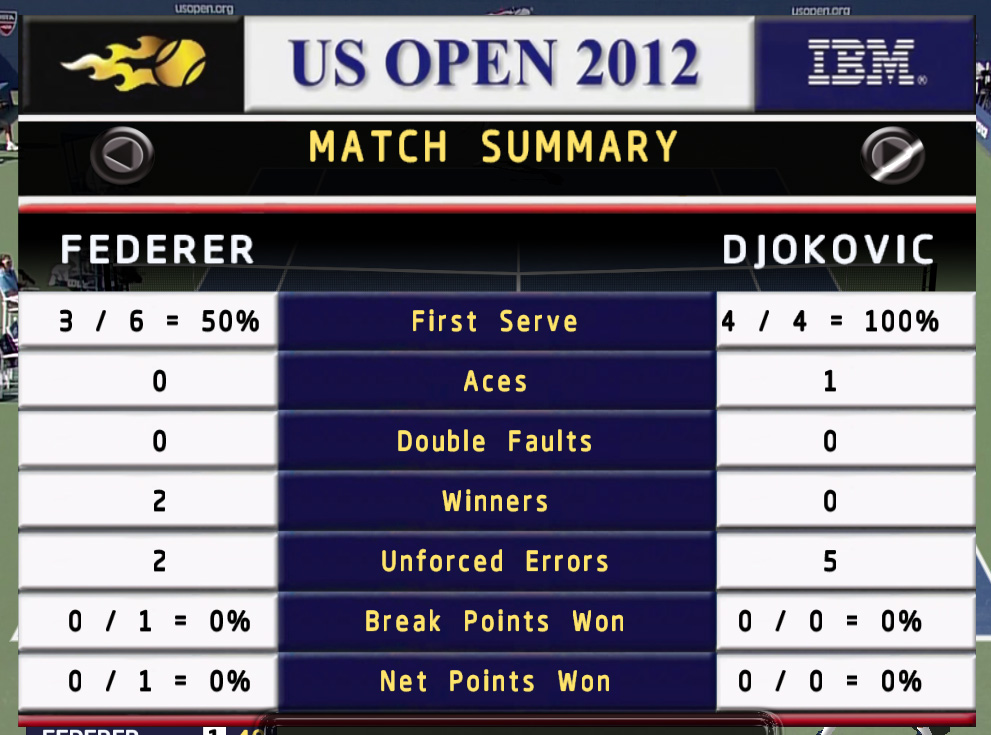 usopen.org
usopen.org
US OPEN 2012
IBM®
MATCH SUMMARY
FEDERER DJOKOVIC
3 / 6 = 50% First Serve 4 / 4 = 100%
0 Aces 1
0 Double Faults 0
2 Winners 0
2 Unforced Errors 5
0 / 1 = 0% Break Points Won 0 / 0 = 0%
0 / 1 = 0% Net Points Won 0 / 0 = 0%
FEDERER 1